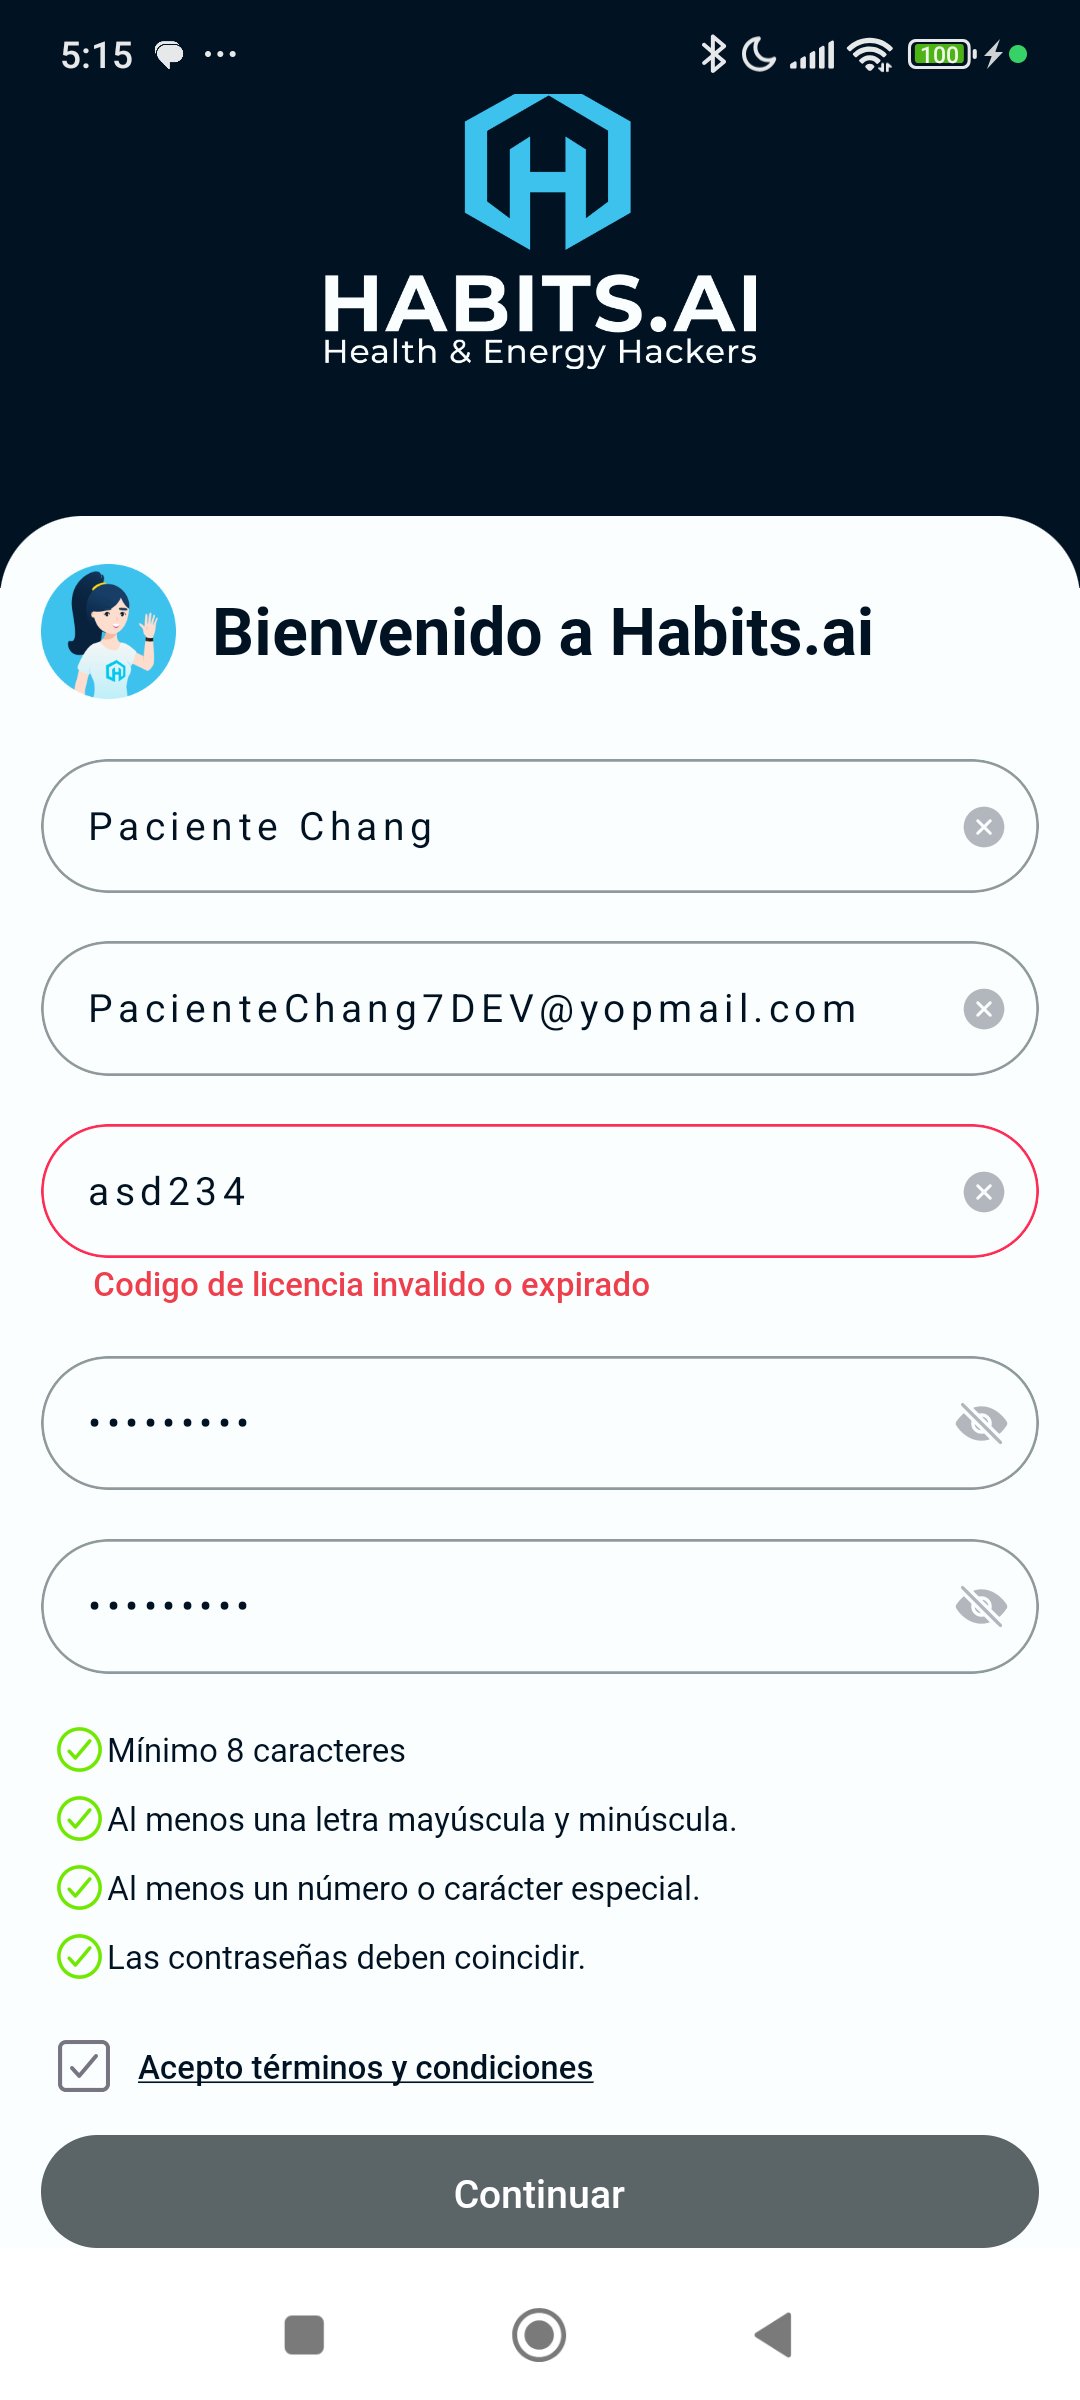 5:15
100
HABITS.AI
Health & Energy Hackers
Bienvenido a Habits.ai
Paciente Chang
PacienteChang7DEV@yopmail.com
asd234
Codigo de licencia invalido o expirado
•••••••••
•••••••••
Mínimo 8 caracteres
Al menos una letra mayúscula y minúscula.
Al menos un número o carácter especial.
Las contraseñas deben coincidir.
Acepto términos y condiciones
Continuar